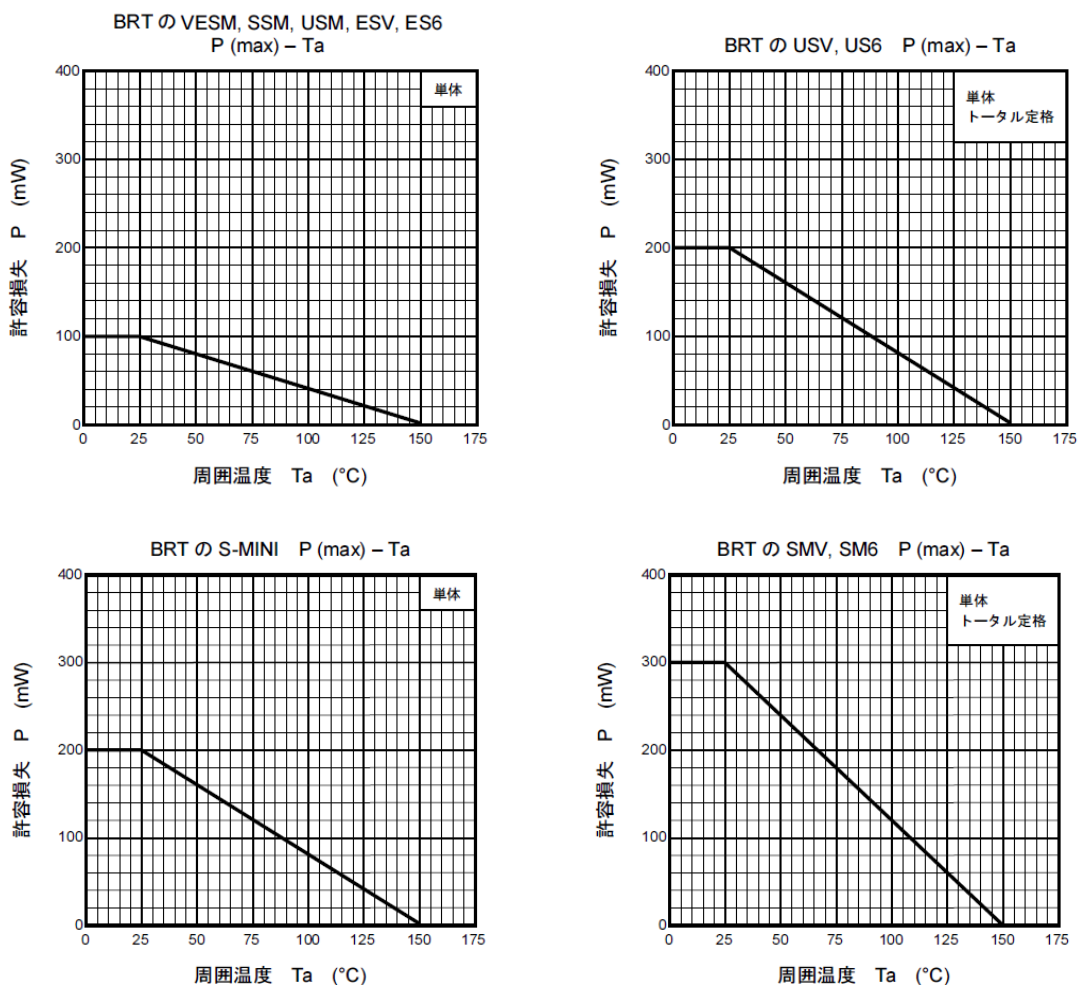 BRT の VESM, SSM, USM, ESV, ES6
P (max) – Ta
400
300
200
100
0
単体
許容損失 P (mW)
0 25 50 75 100 125 150 175
周囲温度 Ta (°C)
BRT の USV, US6 P (max) – Ta
400
300
200
100
0
単体
トータル定格
許容損失 P (mW)
0 25 50 75 100 125 150 175
周囲温度 Ta (°C)
BRT の S-MINI P (max) – Ta
400
300
200
100
0
単体
許容損失 P (mW)
0 25 50 75 100 125 150 175
周囲温度 Ta (°C)
BRT の SMV, SM6 P (max) – Ta
400
300
200
100
0
単体
トータル定格
許容損失 P (mW)
0 25 50 75 100 125 150 175
周囲温度 Ta (°C)